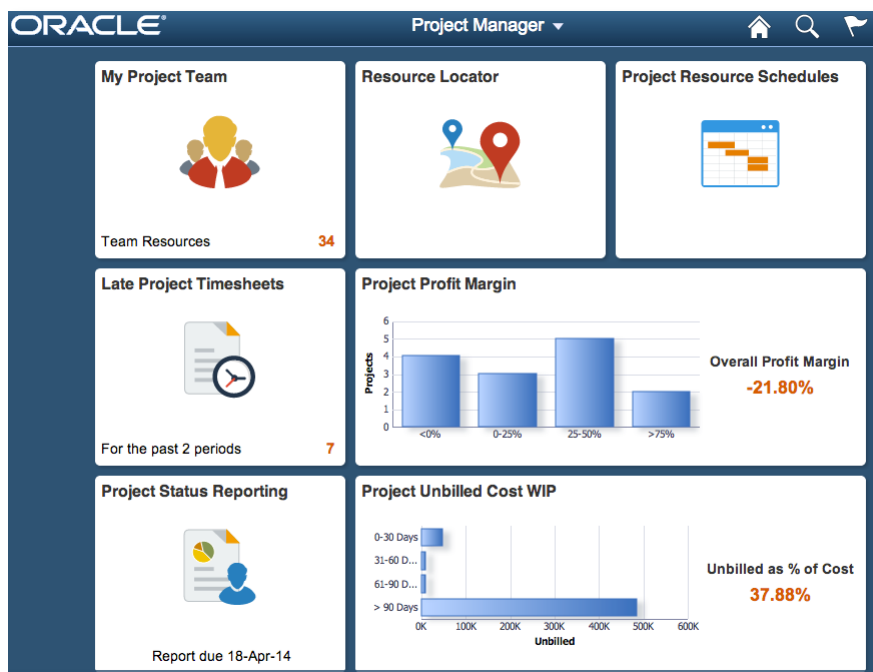 ORACLE®
Project Manager
My Project Team
Team Resources 34
Resource Locator
Project Resource Schedules
Late Project Timesheets
For the past 2 periods 7
Project Profit Margin
6
5
4
3
2
1
0
Projects
<0% 0-25% 25-50% >75%
Overall Profit Margin
-21.80%
Project Status Reporting
Report due 18-Apr-14
Project Unbilled Cost WIP
0-30 Days
31-60 D...
61-90 D...
> 90 Days
0K 100K 200K 300K 400K 500K 600K
Unbilled
Unbilled as % of Cost
37.88%